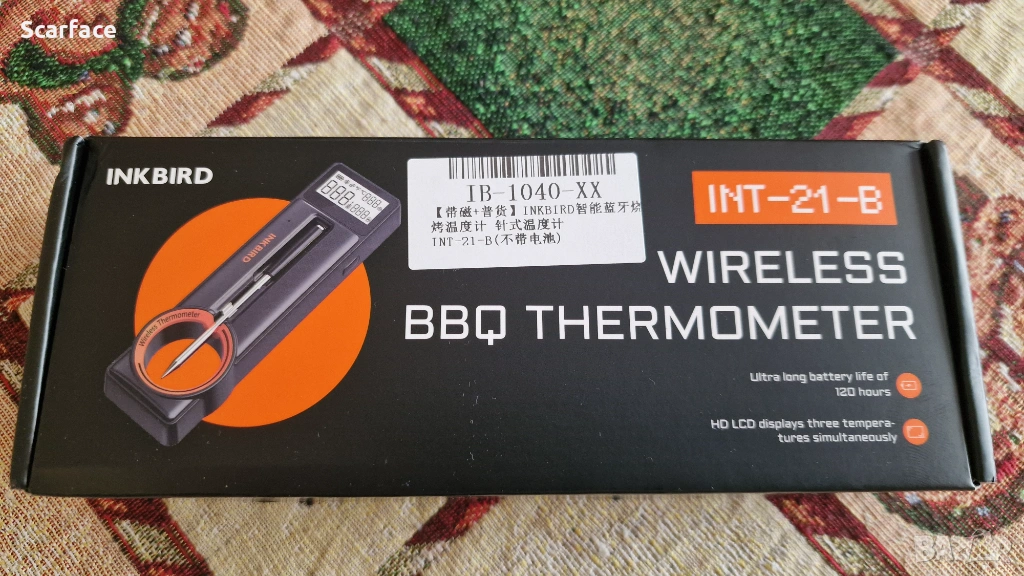 Scarface
INKBIRD
IB-1040-XX
【带磁+普货】INKBIRD智能蓝牙烧
烤温度计 针式温度计
INT-21-B(不带电池)
INT-21-B
WIRELESS
BBQ THERMOMETER
INKBIRD
Wireless Thermometer
Ultra long battery life of
120 hours
HD LCD displays three tempera-
tures simultaneously